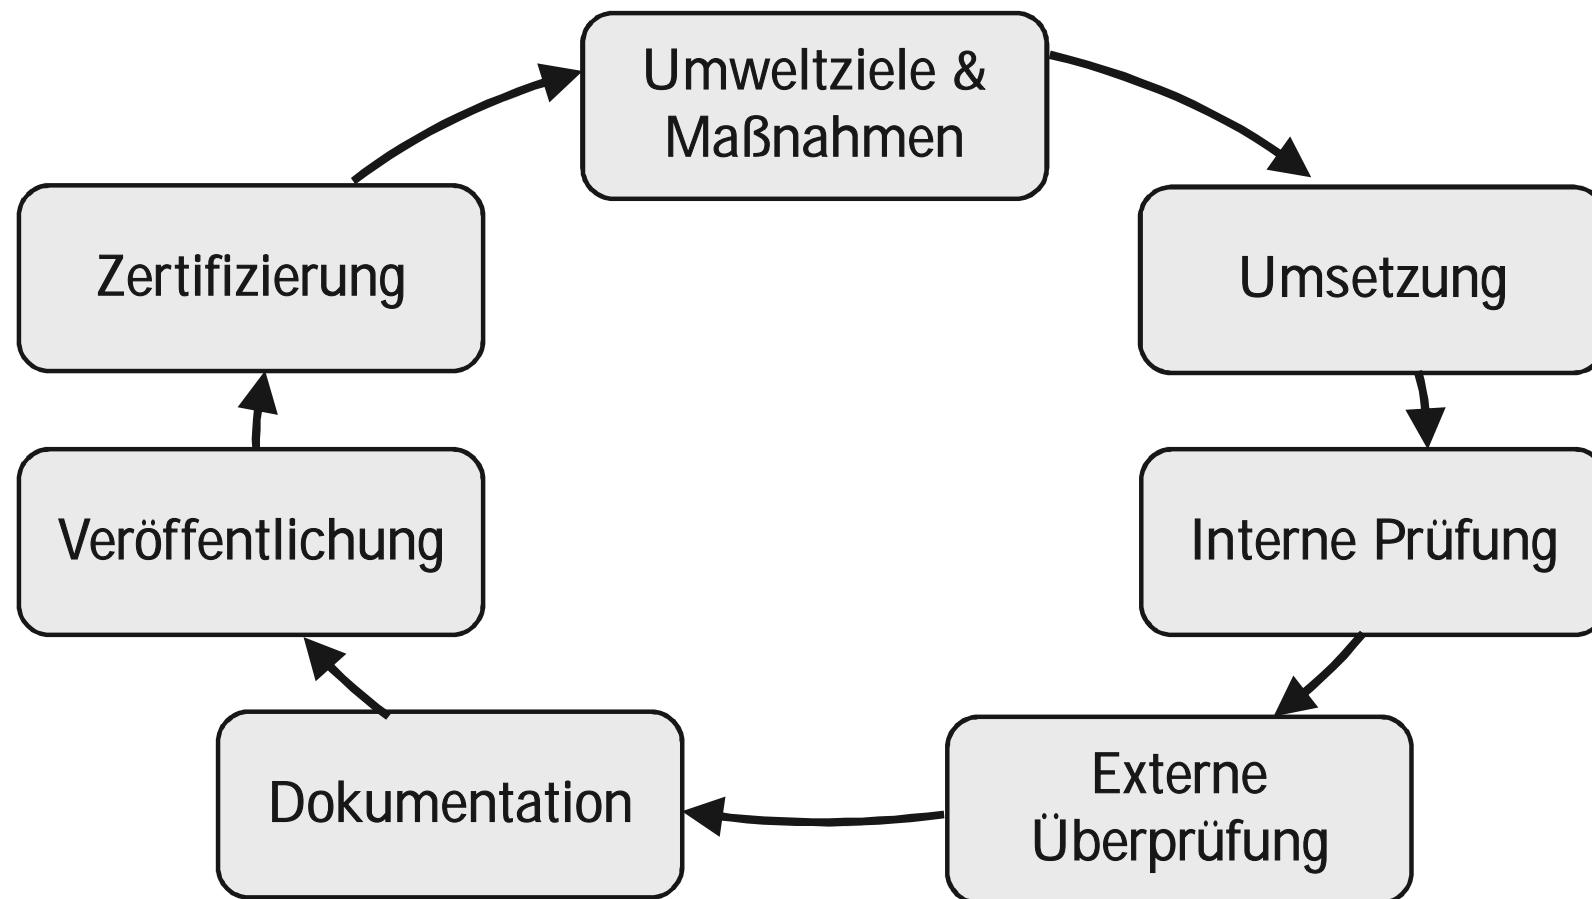 Umweltziele &
Maßnahmen
Zertifizierung
Umsetzung
Veröffentlichung
Interne Prüfung
Dokumentation
Externe
Überprüfung